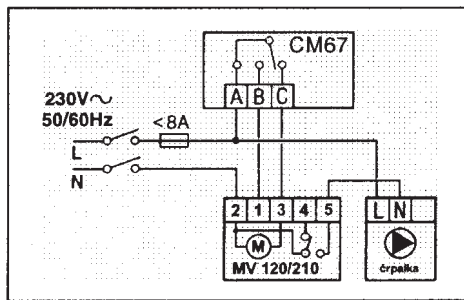 CM67
A B C
230V~
50/60Hz
<8A
L
N
2 1 3 4 5
L N
M
MV 120/210
črpalka